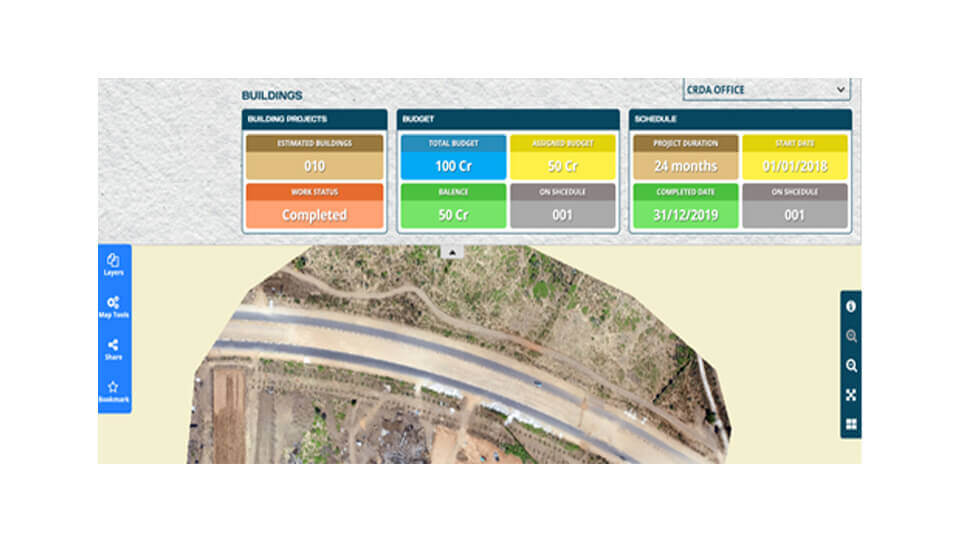 CRDA OFFICE
BUILDINGS
BUILDING PROJECTS
ESTIMATED BUILDINGS
010
WORK STATUS
Completed
BUDGET
TOTAL BUDGET
100 Cr
ASSIGNED BUDGET
50 Cr
BALENCE
50 Cr
ON SHCEDULE
001
SCHEDULE
PROJECT DURATION
24 months
START DATE
01/01/2018
COMPLETED DATE
31/12/2019
ON SHCEDULE
001
Layers
Map Tools
Share
Bookmark